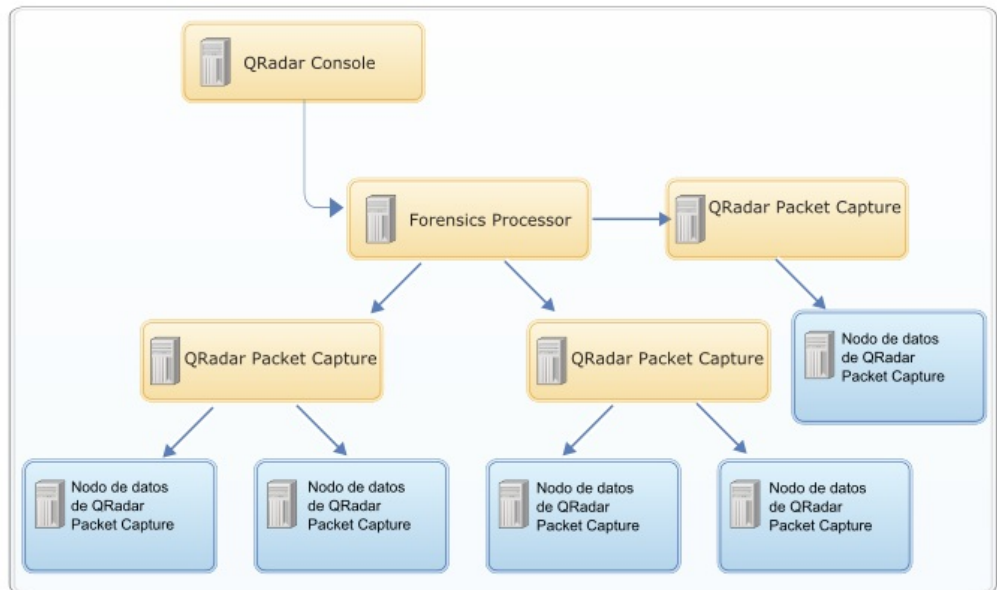 QRadar Console
Forensics Processor
QRadar Packet Capture
QRadar Packet Capture
QRadar Packet Capture
Nodo de datos
de QRadar
Packet Capture
Nodo de datos
de QRadar
Packet Capture
Nodo de datos
de QRadar
Packet Capture
Nodo de datos
de QRadar
Packet Capture
Nodo de datos
de QRadar
Packet Capture